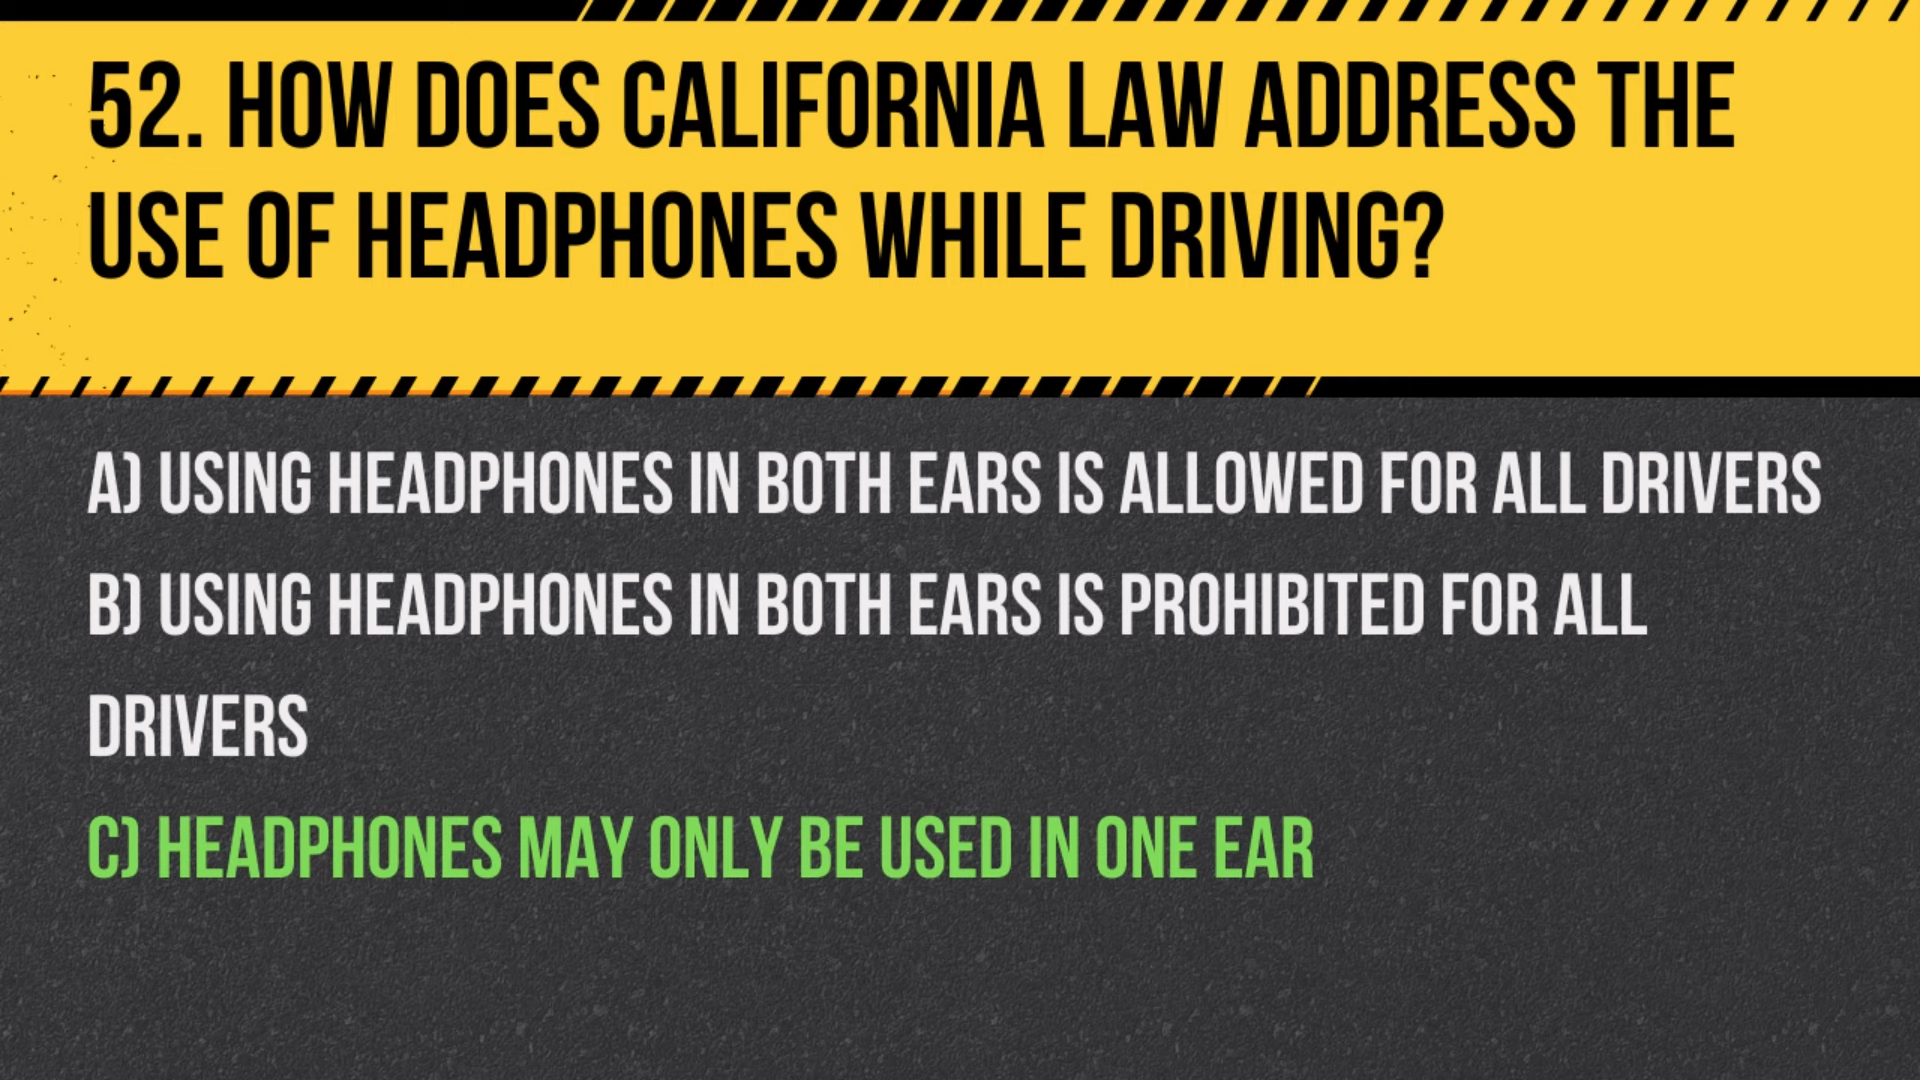 52. HOW DOES CALIFORNIA LAW ADDRESS THE
USE OF HEADPHONES WHILE DRIVING?
A) USING HEADPHONES IN BOTH EARS IS ALLOWED FOR ALL DRIVERS
B) USING HEADPHONES IN BOTH EARS IS PROHIBITED FOR ALL
DRIVERS
C) HEADPHONES MAY ONLY BE USED IN ONE EAR